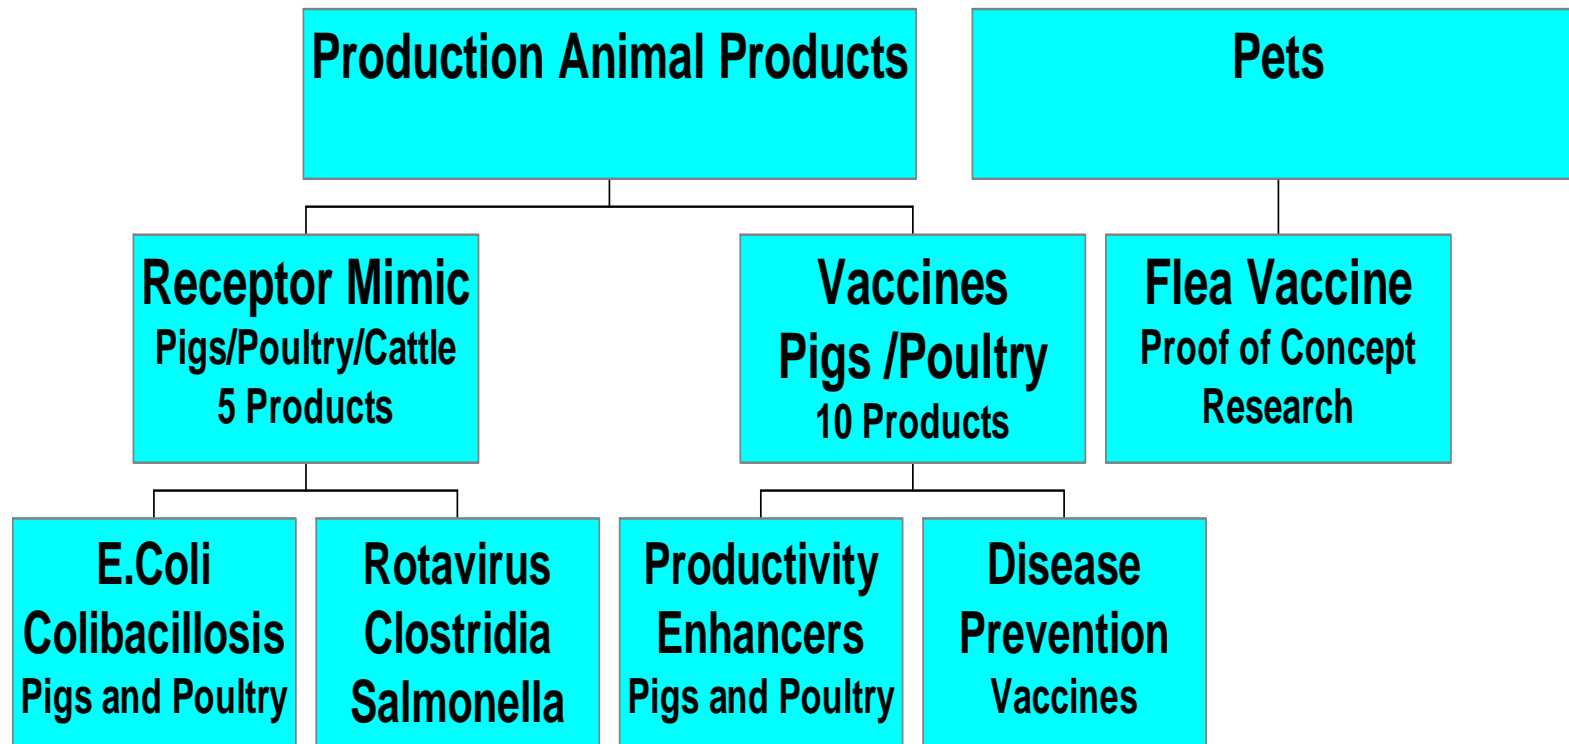 Production Animal Products
Pets
Receptor Mimic
Pigs/Poultry/Cattle
5 Products
Vaccines
Pigs /Poultry
10 Products
Flea Vaccine
Proof of Concept
Research
E.Coli
Colibacillosis
Pigs and Poultry
Rotavirus
Clostridia
Salmonella
Productivity
Enhancers
Pigs and Poultry
Disease
Prevention
Vaccines